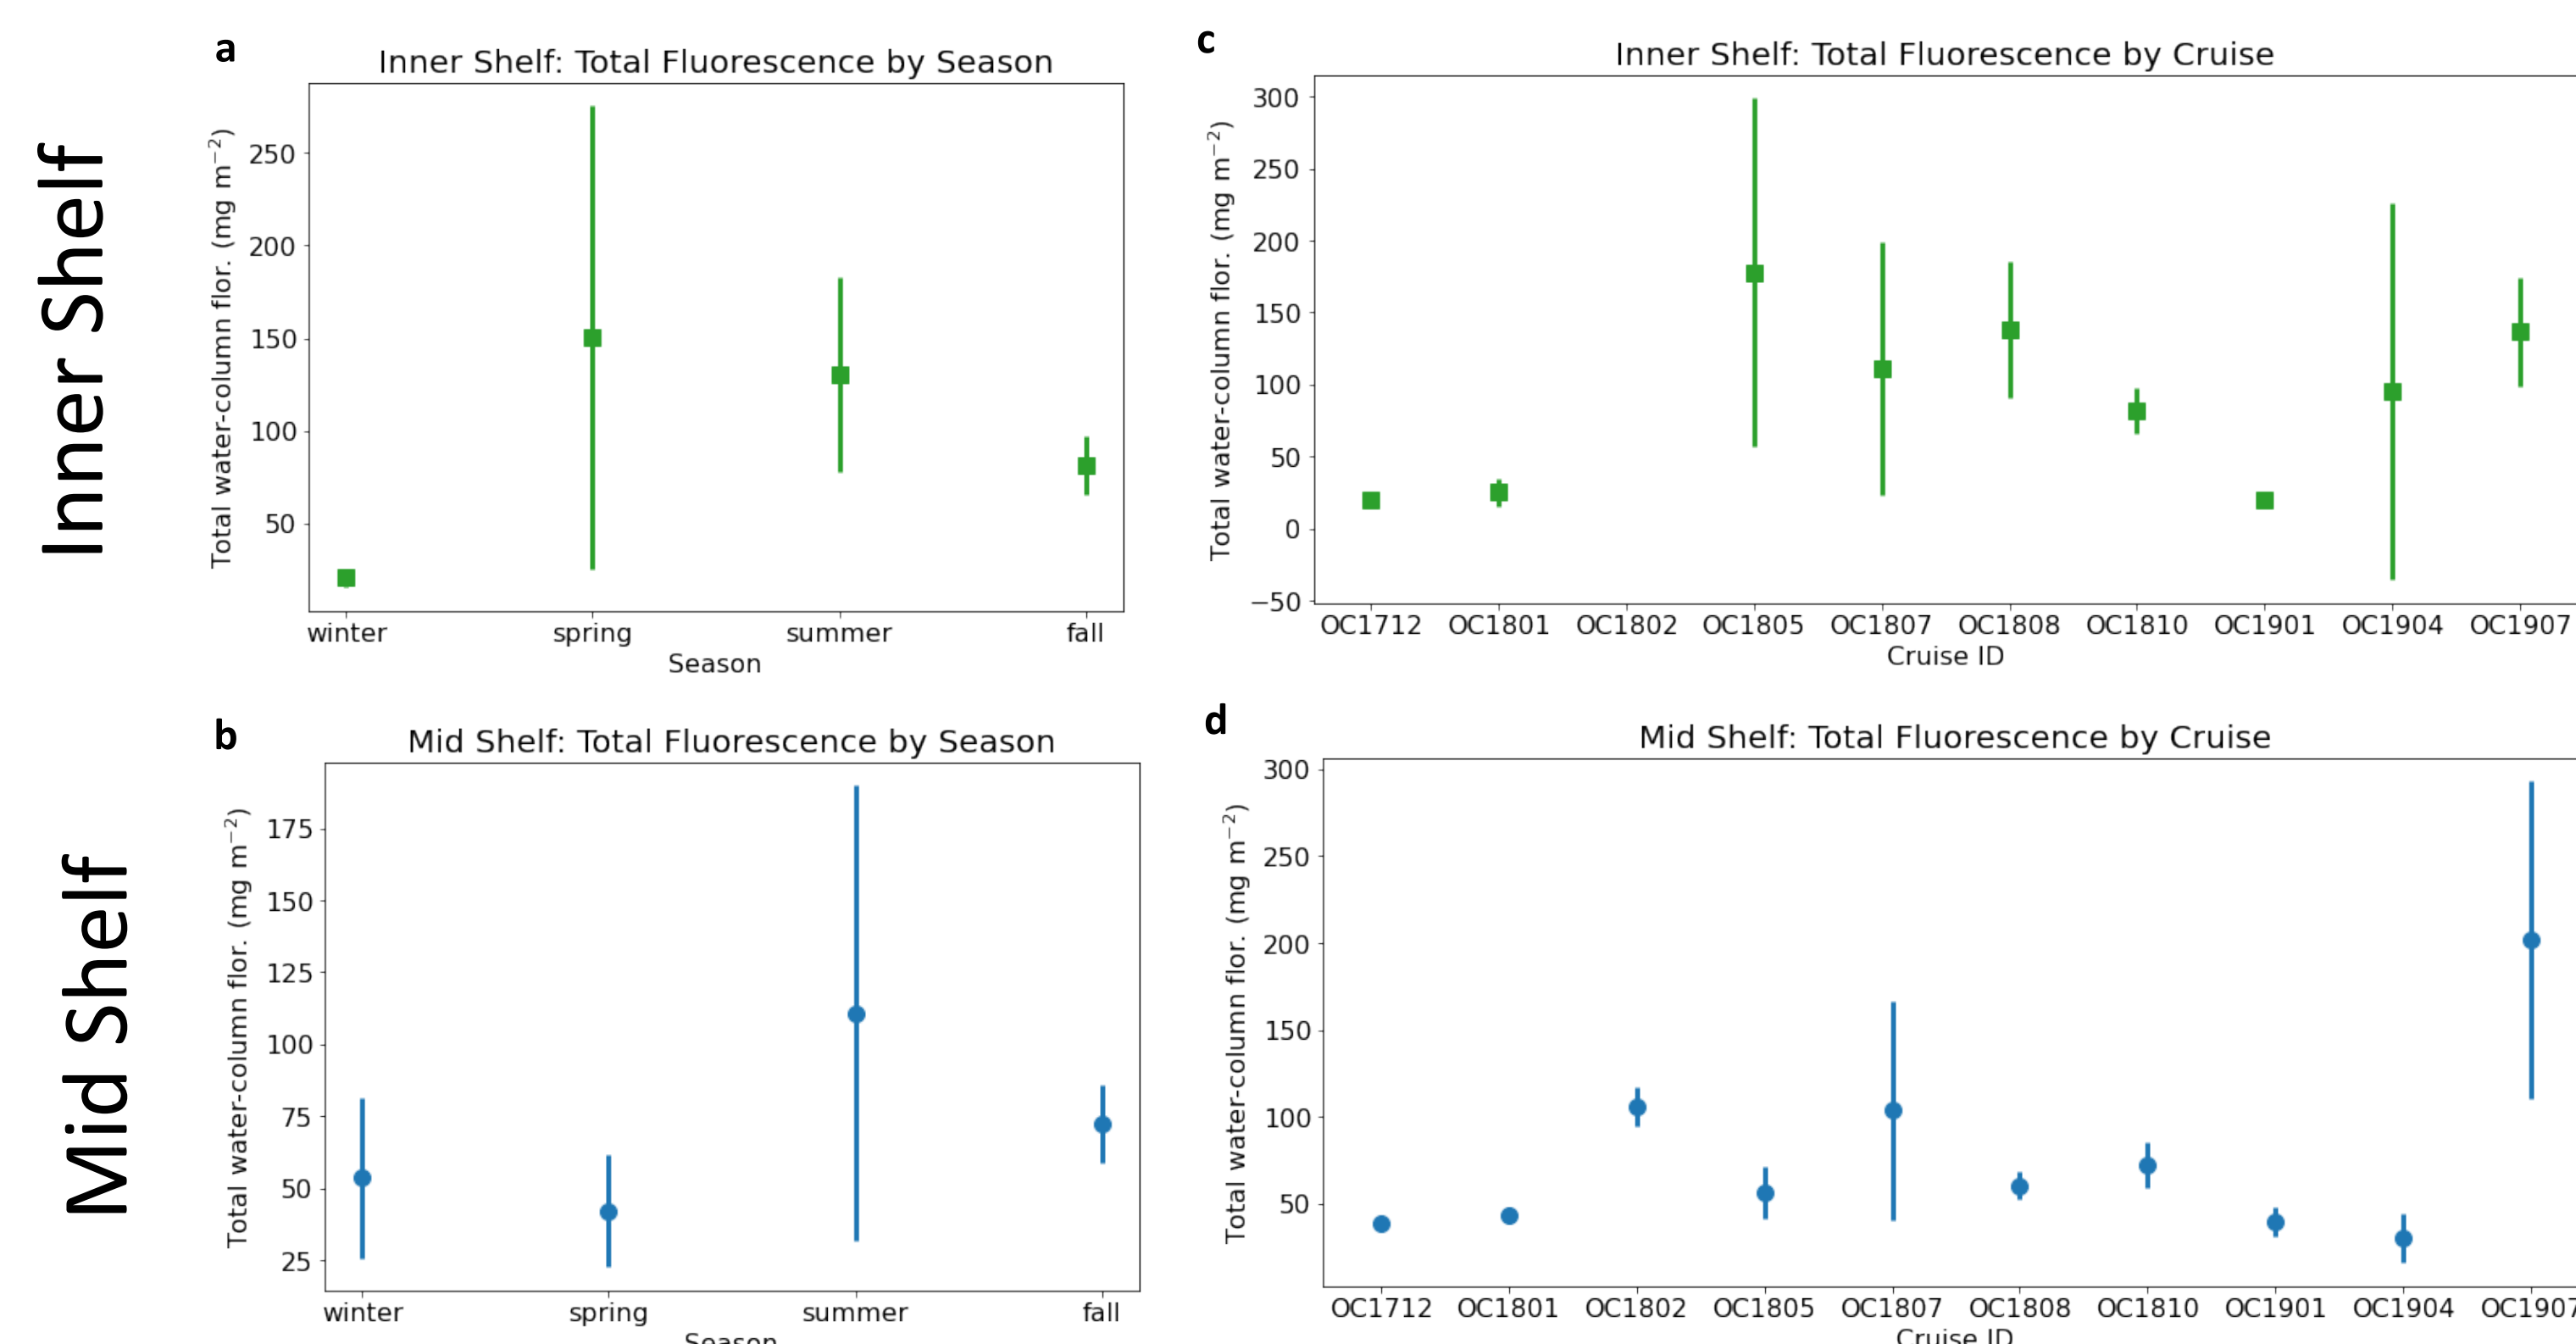 Inner Shelf
a
Inner Shelf: Total Fluorescence by Season
Total water-column flor. (mg m⁻²)
250
200
150
100
50
winter spring summer fall
Season
c
Inner Shelf: Total Fluorescence by Cruise
Total water-column flor. (mg m⁻²)
300
250
200
150
100
50
0
−50
OC1712 OC1801 OC1802 OC1805 OC1807 OC1808 OC1810 OC1901 OC1904 OC1907
Cruise ID
Mid Shelf
b
Mid Shelf: Total Fluorescence by Season
Total water-column flor. (mg m⁻²)
175
150
125
100
75
50
25
winter spring summer fall
Season
d
Mid Shelf: Total Fluorescence by Cruise
Total water-column flor. (mg m⁻²)
300
250
200
150
100
50
OC1712 OC1801 OC1802 OC1805 OC1807 OC1808 OC1810 OC1901 OC1904 OC1907
Cruise ID